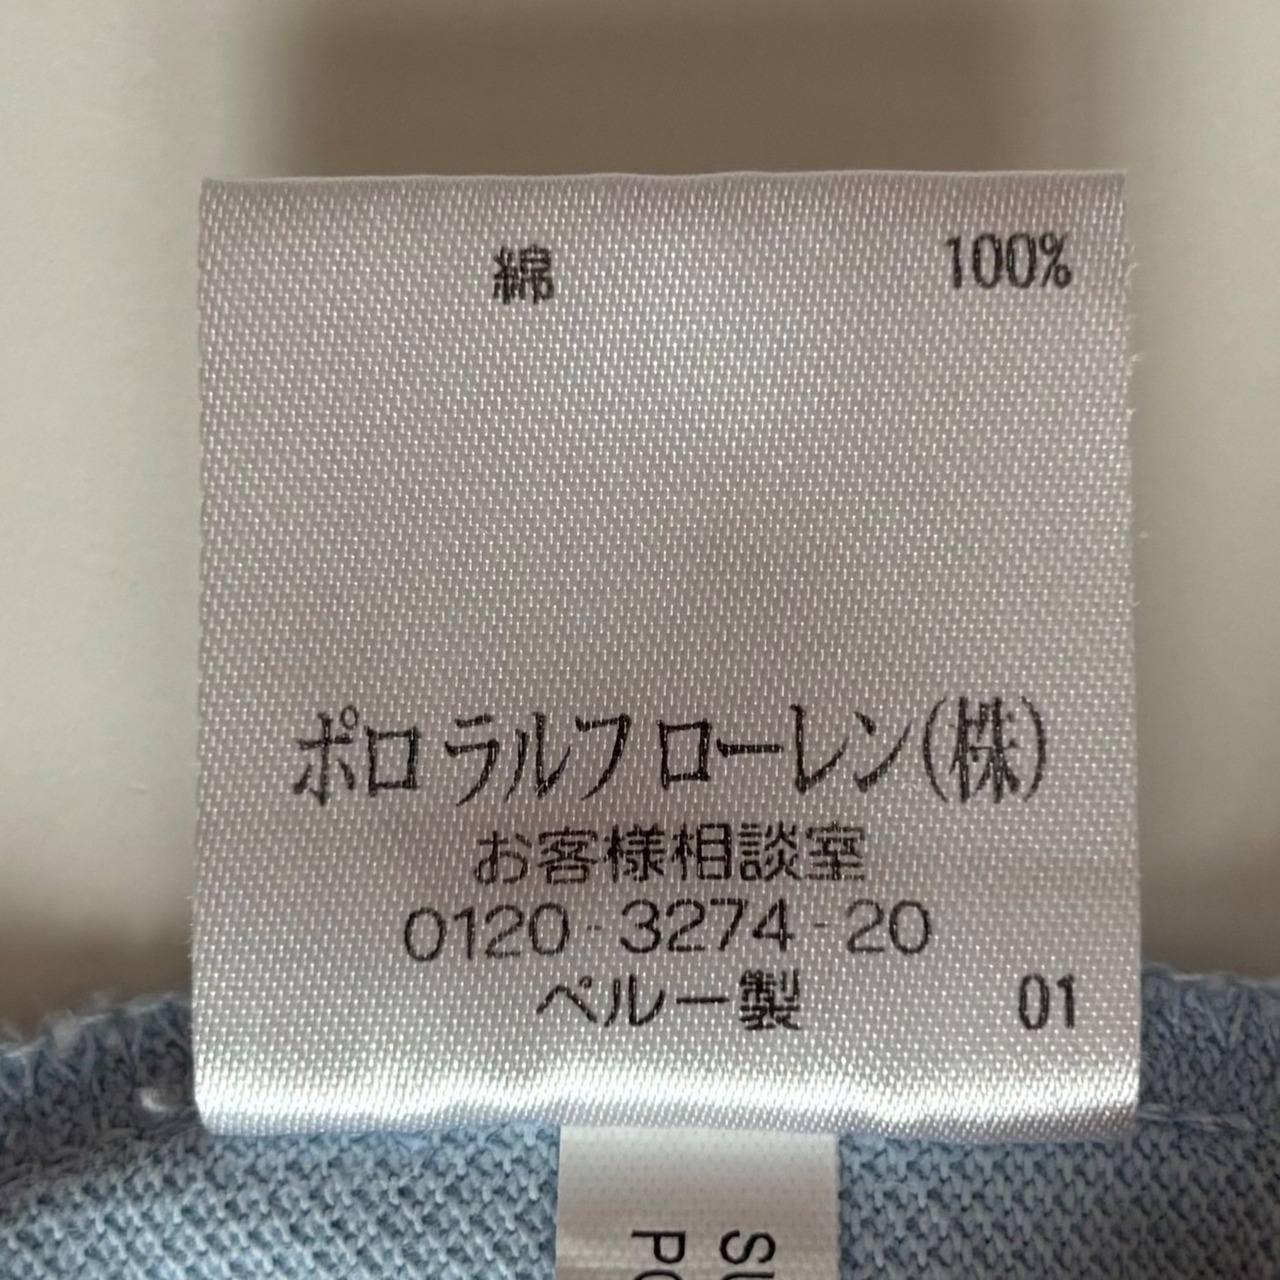 綿 100%
ポロ ラルフ ローレン(株)
お客様相談室
0120-3274-20
ペルー製 01